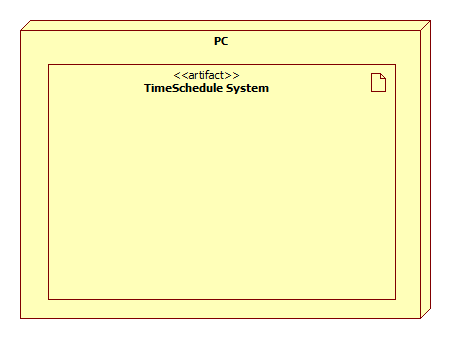 PC
<<artifact>>
TimeSchedule System